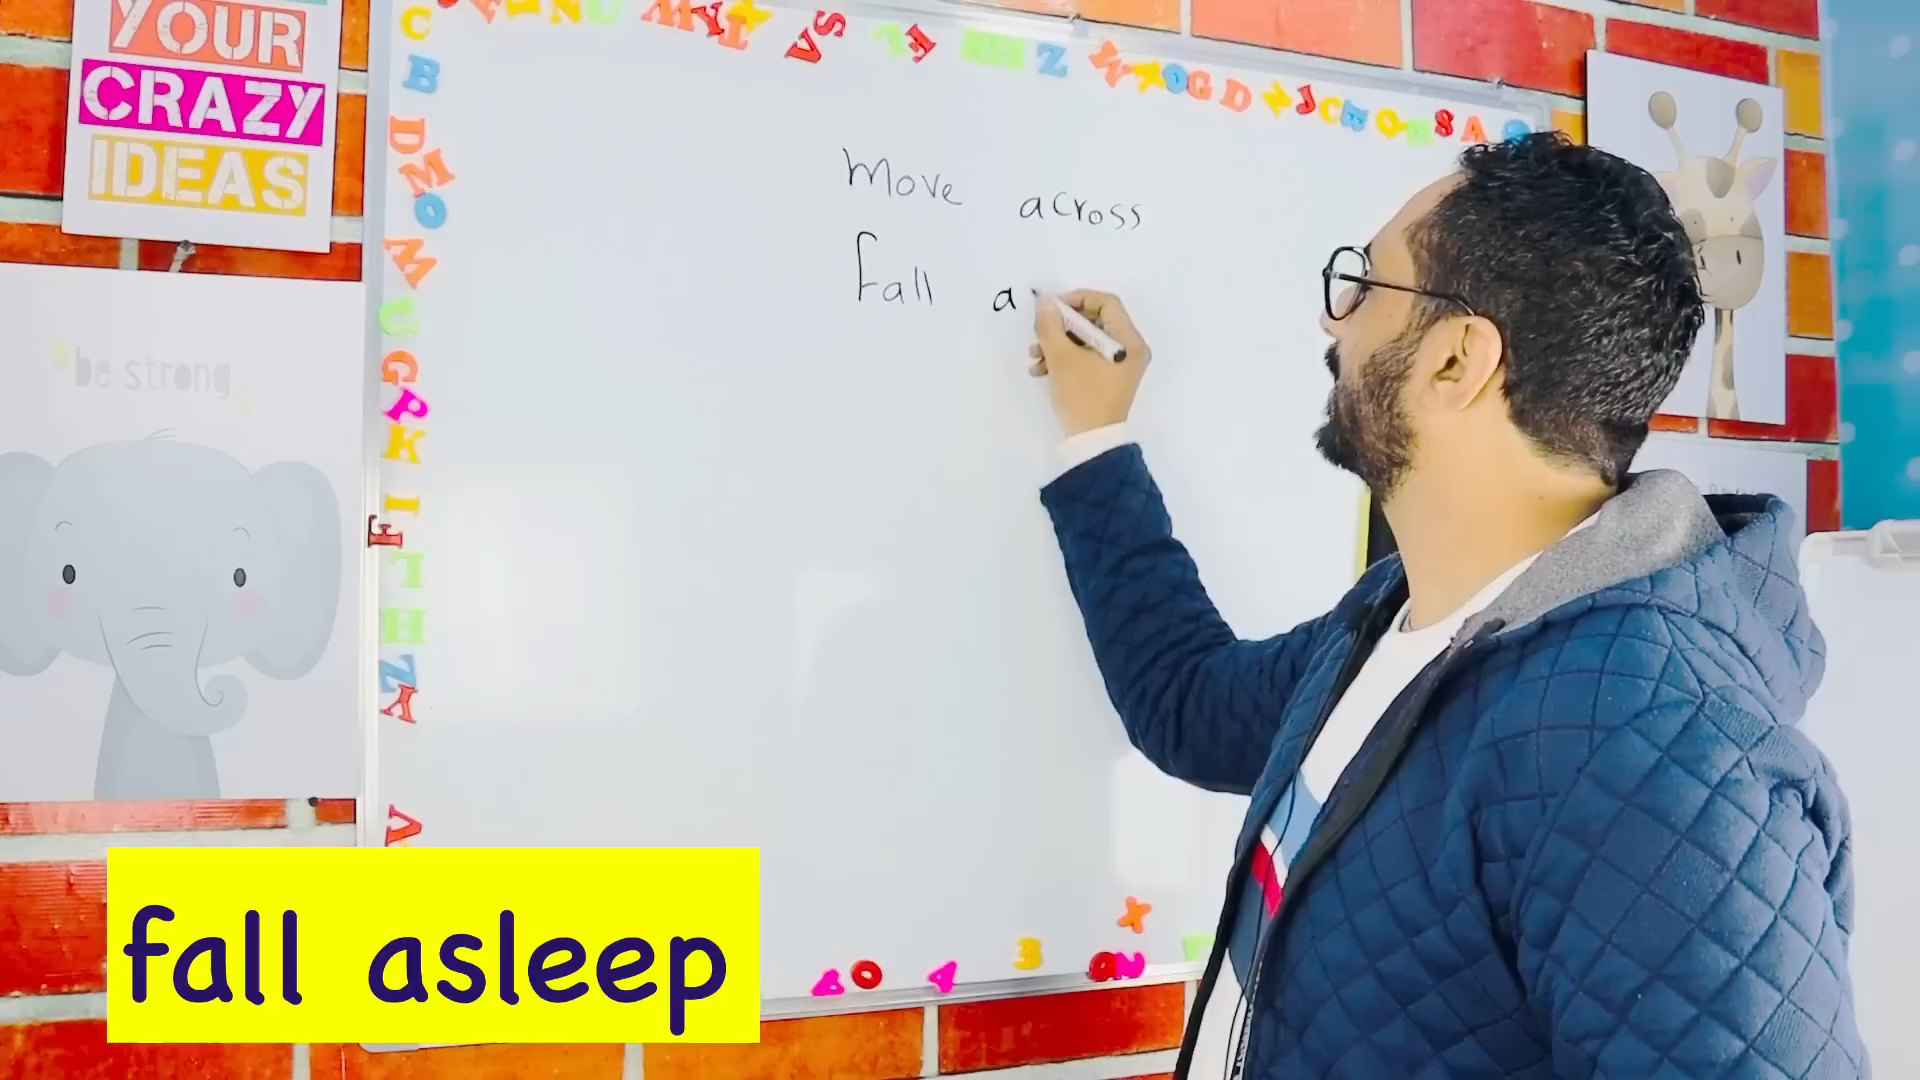 YOUR
CRAZY
IDEAS
be strong
Move across
Fall a
fall asleep